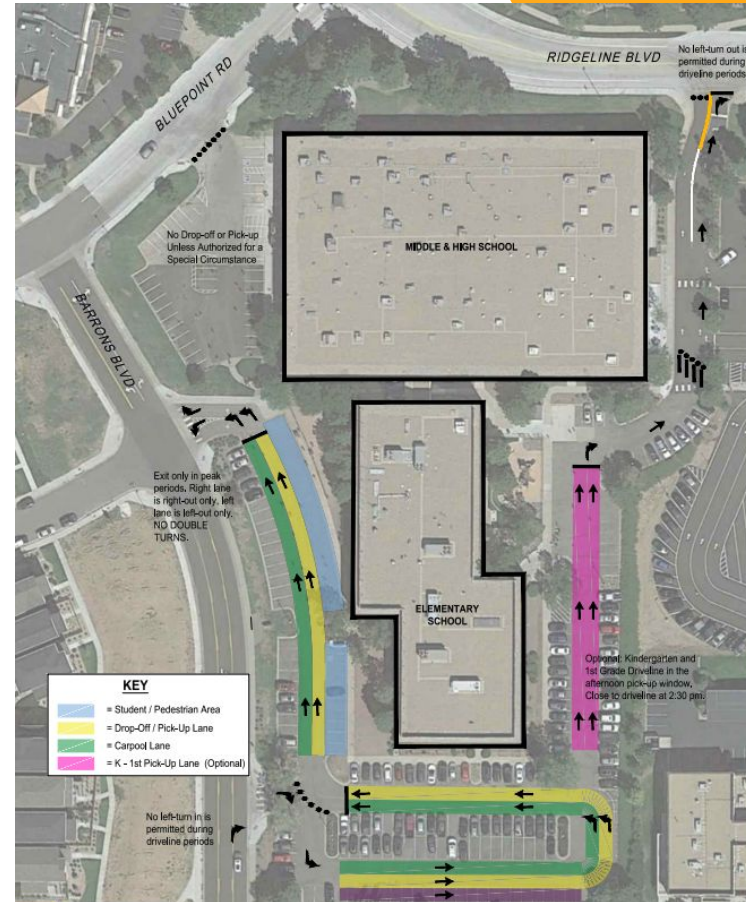 RIDGELINE BLVD
No left-turn out is
permitted during
driveline periods
BLUEPOINT RD
No Drop-off or Pick-up
Unless Authorized for a
Special Circumstance
MIDDLE & HIGH SCHOOL
BARRONS BLVD
Exit only in peak
periods. Right lane
is right-out only, left
lane is left-out only.
NO DOUBLE
TURNS.
ELEMENTARY
SCHOOL
Optional: Kindergarten and
1st Grade Driveline in the
afternoon pick-up window,
Close to driveline at 2:30 pm.
KEY
= Student / Pedestrian Area
= Drop-Off / Pick-Up Lane
= Carpool Lane
= K - 1st Pick-Up Lane (Optional)
No left-turn in is
permitted during
driveline periods